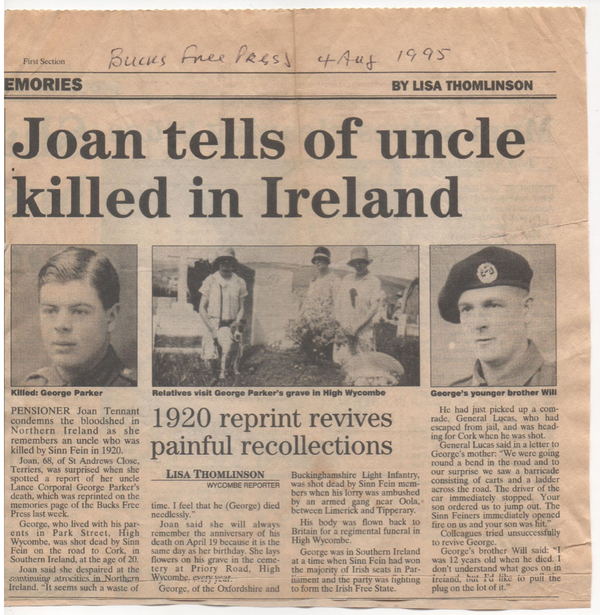 First Section
Bucks Free Press 4 Aug 1995
EMORIES
BY LISA THOMLINSON
Joan tells of uncle
killed in Ireland
Killed: George Parker
Relatives visit George Parker's grave in High Wycombe
George's younger brother Will
PENSIONER Joan Tennant
condemns the bloodshed in
Northern Ireland as she
remembers an uncle who was
killed by Sinn Fein in 1920.
Joan, 68, of St Andrews Close,
Terriers, was surprised when she
spotted a report of her uncle
Lance Corporal George Parker's
death, which was reprinted on the
memories page of the Bucks Free
Press last week.
George, who lived with his par-
ents in Park Street, High
Wycombe, was shot dead by Sinn
Fein on the road to Cork, in
Southern Ireland, at the age of 20.
Joan said she despaired at the
continuing atrocities in Northern
Ireland. "It seems such a waste of
1920 reprint revives
painful recollections
LISA THOMLINSON
WYCOMBE REPORTER
time. I feel that he (George) died
needlessly."
Joan said she will always
remember the anniversary of his
death on April 19 because it is the
same day as her birthday. She lays
flowers on his grave in the ceme-
tery at Priory Road, High
Wycombe, every year.
George, of the Oxfordshire and
Buckinghamshire Light Infantry,
was shot dead by Sinn Fein mem-
bers when his lorry was ambushed
by an armed gang near Oola,
between Limerick and Tipperary.
His body was flown back to
Britain for a regimental funeral in
High Wycombe.
George was in Southern Ireland
at a time when Sinn Fein had won
the majority of Irish seats in Par-
liament and the party was fighting
to form the Irish Free State.
He had just picked up a com-
rade, General Lucas, who had
escaped from jail, and was head-
ing for Cork when he was shot.
General Lucas said in a letter to
George's mother: "We were going
round a bend in the road and to
our surprise we saw a barricade
consisting of carts and a ladder
across the road. The driver of the
car immediately stopped. Your
son ordered us to jump out. The
Sinn Feiners immediately opened
fire on us and your son was hit."
Colleagues tried unsuccessfully
to revive George.
George's brother Will said: "I
was 12 years old when he died. I
don't understand what goes on in
Ireland, but I'd like to pull the
plug on the lot of it."